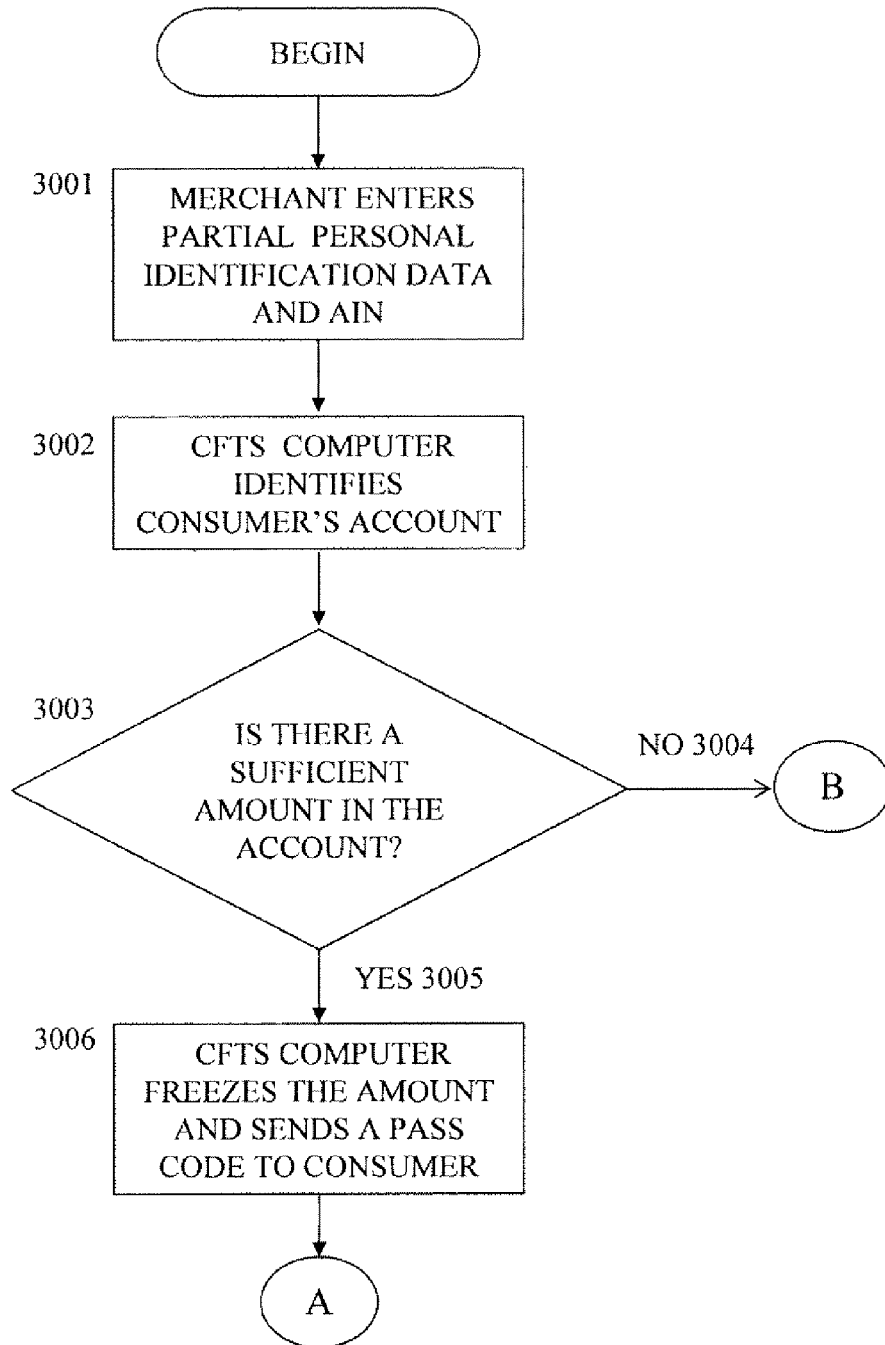 BEGIN
3001
MERCHANT ENTERS
PARTIAL PERSONAL
IDENTIFICATION DATA
AND AIN
3002
CFTS COMPUTER
IDENTIFIES
CONSUMER'S ACCOUNT
3003
IS THERE A
SUFFICIENT
AMOUNT IN THE
ACCOUNT?
NO 3004
B
YES 3005
3006
CFTS COMPUTER
FREEZES THE AMOUNT
AND SENDS A PASS
CODE TO CONSUMER
A